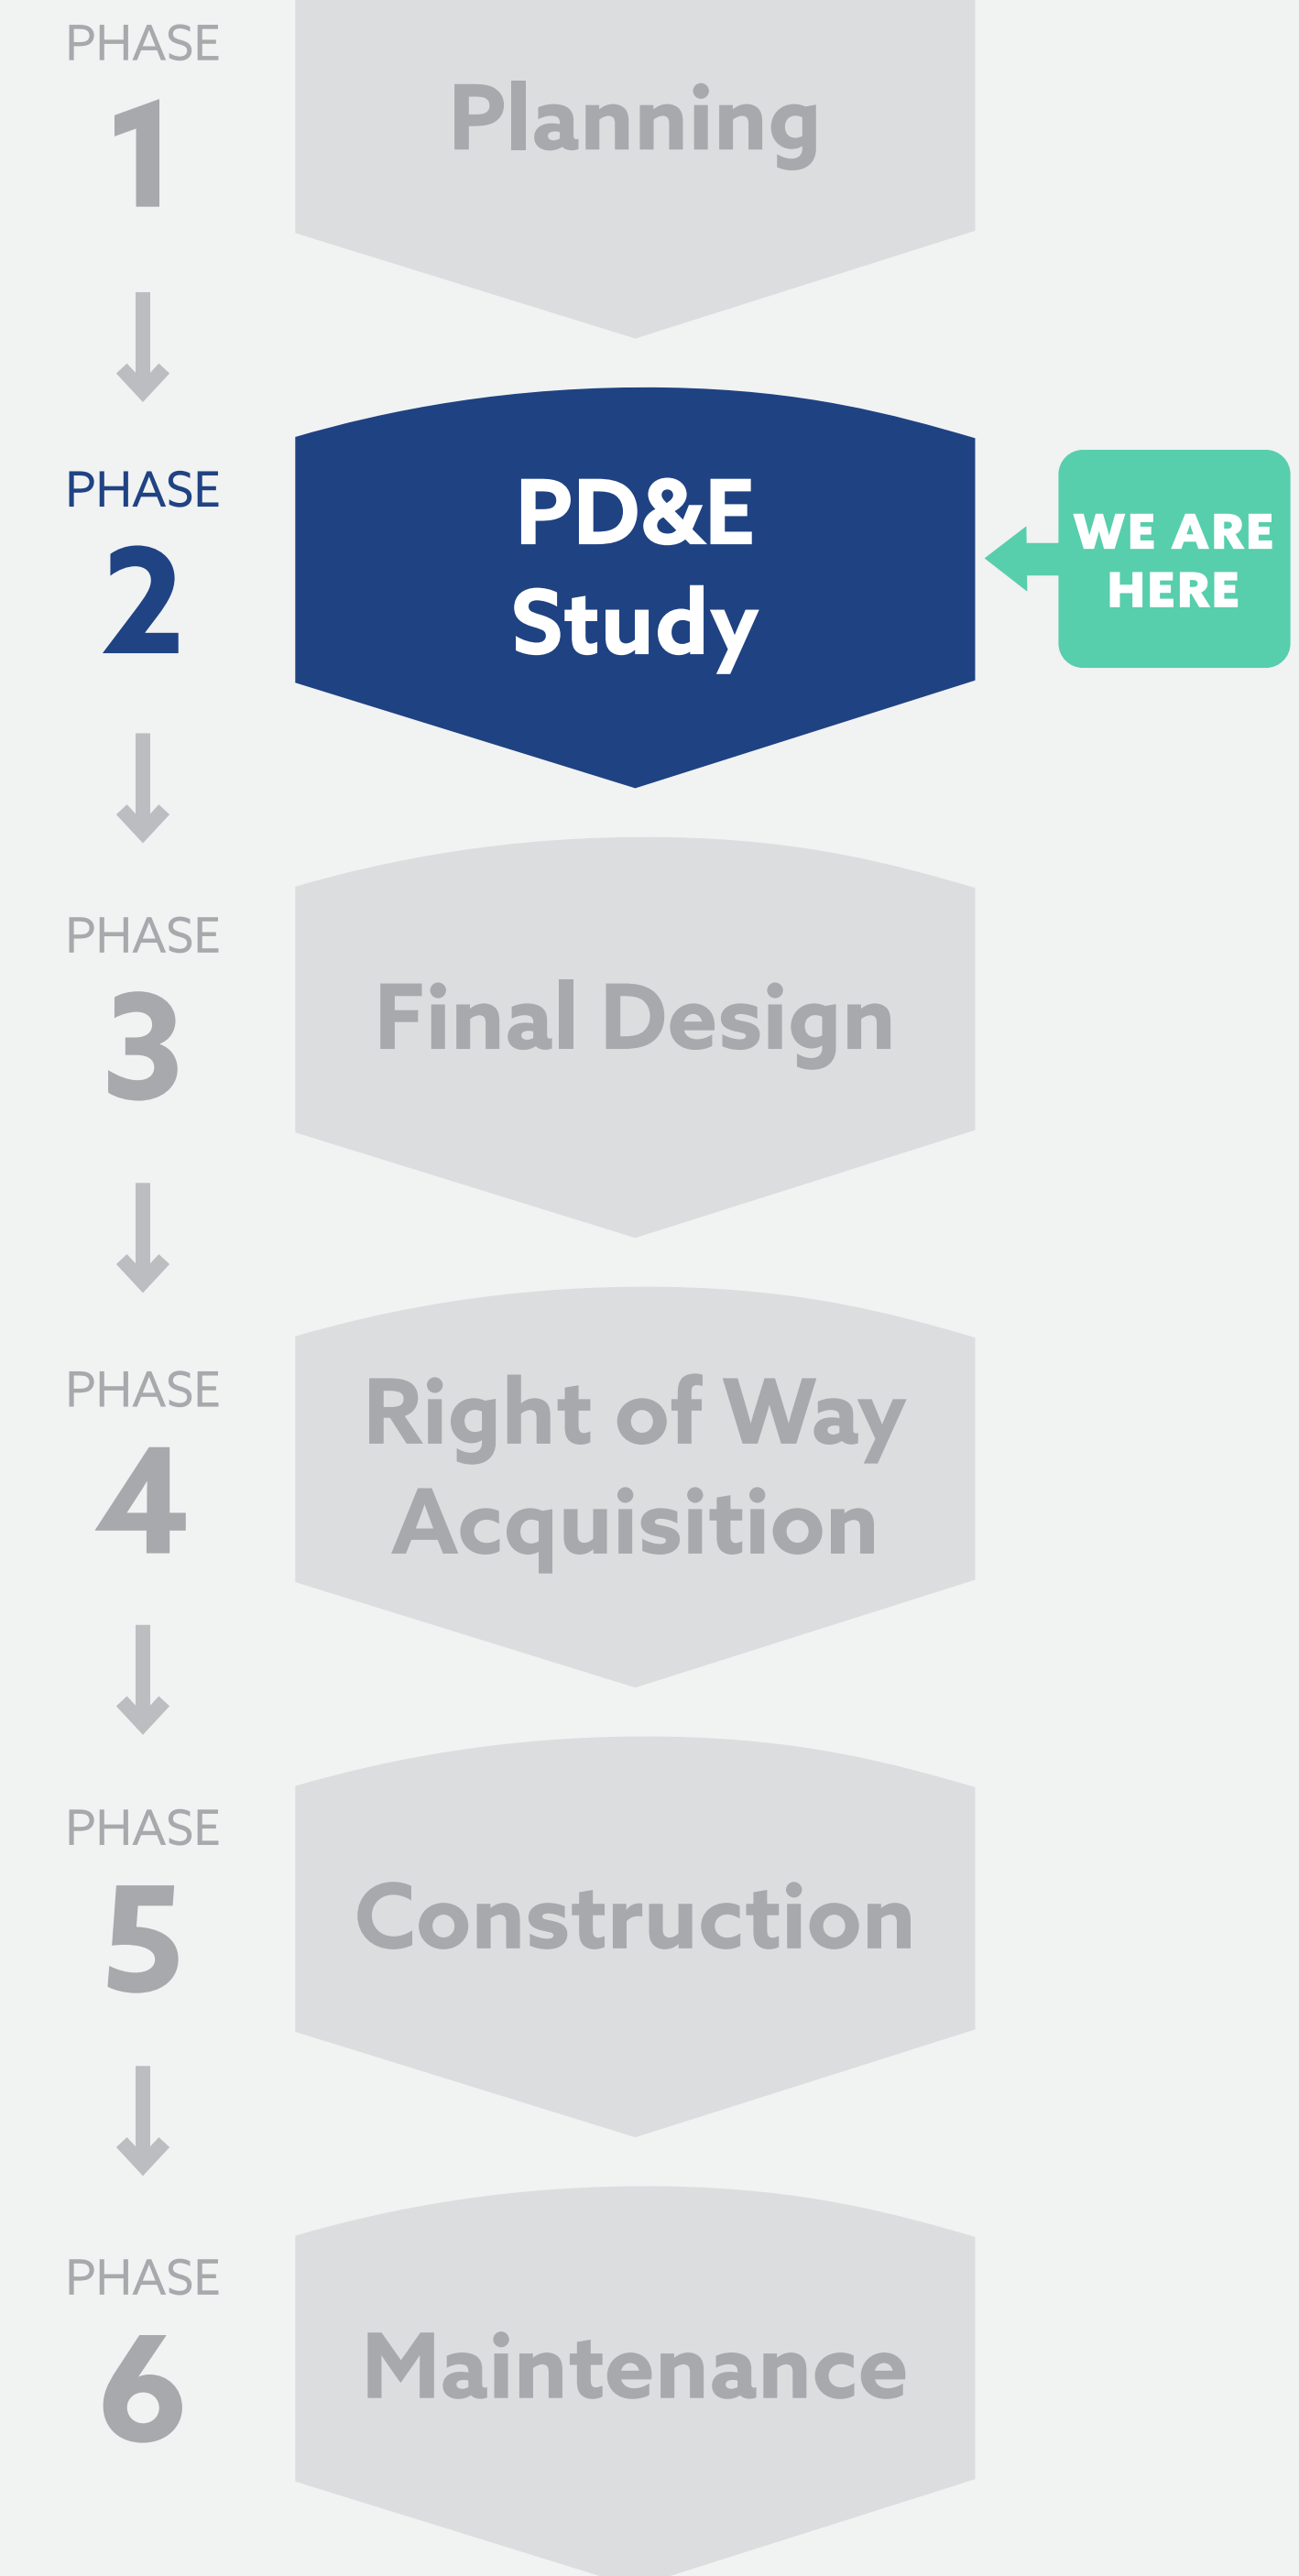 PHASE
1
Planning
PHASE
2
PD&E
Study
WE ARE
HERE
PHASE
3
Final Design
PHASE
4
Right of Way
Acquisition
PHASE
5
Construction
PHASE
6
Maintenance